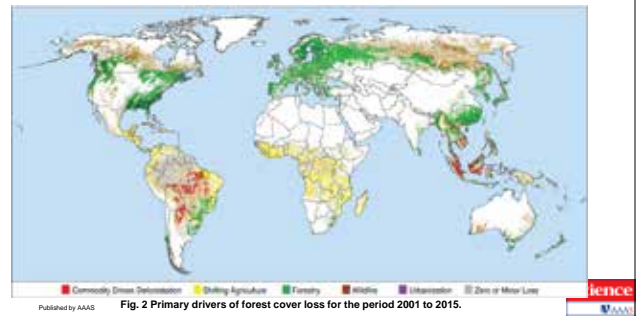 Commodity Driven Deforestation Shifting Agriculture Forestry Wildfire Urbanization Zero or Minor Loss
ience
Published by AAAS Fig. 2 Primary drivers of forest cover loss for the period 2001 to 2015.
AAAS